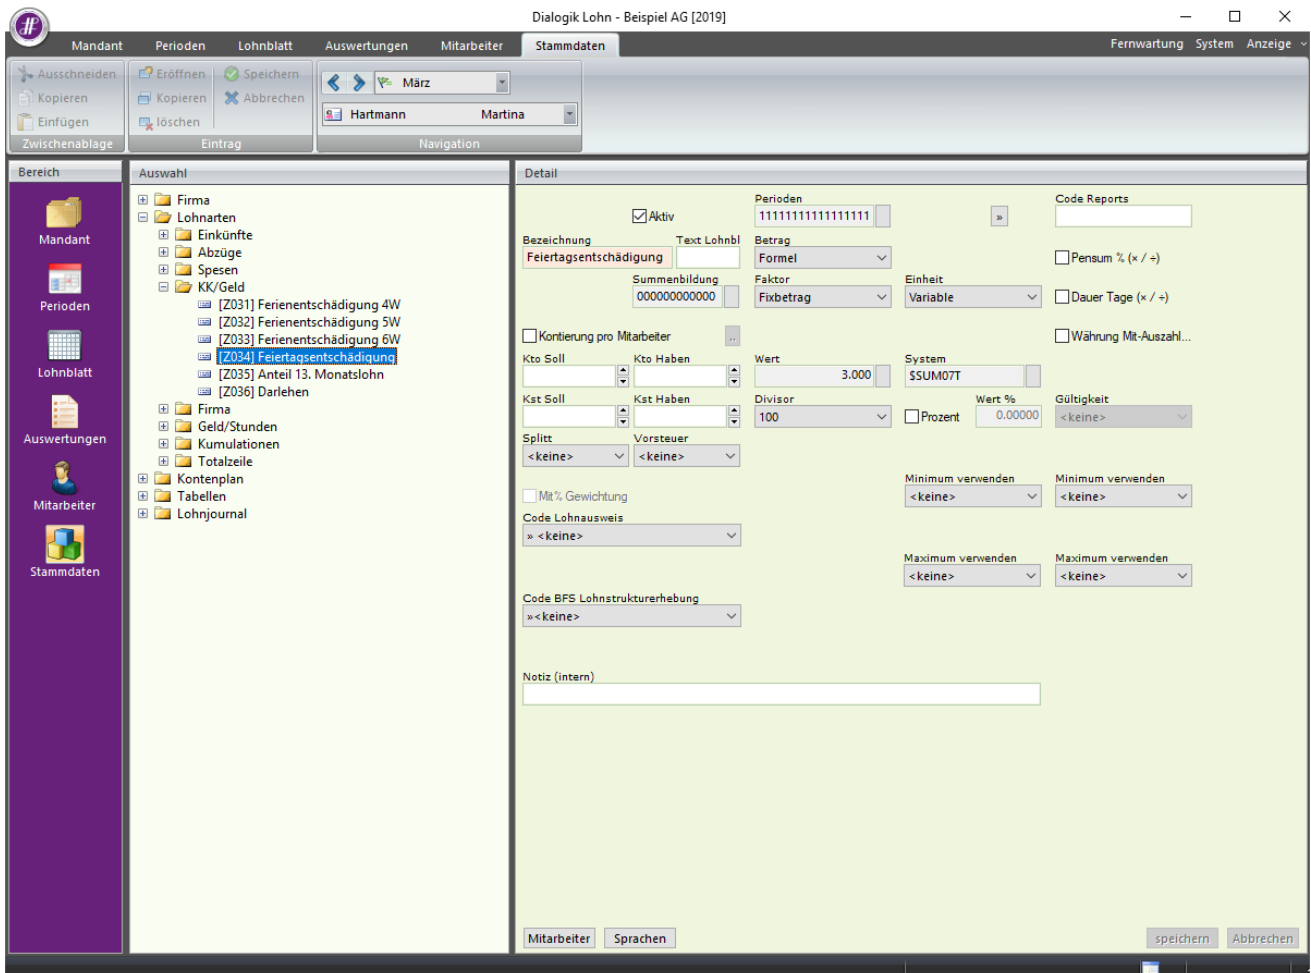 Dialogik Lohn - Beispiel AG [2019]
Mandant Perioden Lohnblatt Auswertungen Mitarbeiter Stammdaten Fernwartung System Anzeige
Ausschneiden Eröffnen Speichern
März
Kopieren Kopieren Abbrechen
Einfügen löschen
Hartmann Martina
Zwischenablage Eintrag Navigation
Bereich
Mandant
Perioden
Lohnblatt
Auswertungen
Mitarbeiter
Stammdaten
Auswahl
Firma
Lohnarten
Einkünfte
Abzüge
Spesen
KK/Geld
[Z031] Ferienentschädigung 4W
[Z032] Ferienentschädigung 5W
[Z033] Ferienentschädigung 6W
[Z034] Feiertagsentschädigung
[Z035] Anteil 13. Monatslohn
[Z036] Darlehen
Firma
Geld/Stunden
Kumulationen
Totalzeile
Kontenplan
Tabellen
Lohnjournal
Detail
Perioden Code Reports
Aktiv 11111111111111111 »
Bezeichnung Text Lohnbl Betrag
Feiertagsentschädigung Formel Pensum % (× / ÷)
Summenbildung Faktor Einheit
000000000000 Fixbetrag Variable Dauer Tage (× / ÷)
Kontierung pro Mitarbeiter .. Währung Mit-Auszahl...
Kto Soll Kto Haben Wert System
3.000 $SUM07T
Kst Soll Kst Haben Divisor Wert % Gültigkeit
100 Prozent 0.00000 <keine>
Splitt Vorsteuer
<keine> <keine>
Minimum verwenden Minimum verwenden
Mit% Gewichtung <keine> <keine>
Code Lohnausweis
» <keine>
Maximum verwenden Maximum verwenden
<keine> <keine>
Code BFS Lohnstrukturerhebung
»<keine>
Notiz (intern)
Mitarbeiter Sprachen speichern Abbrechen